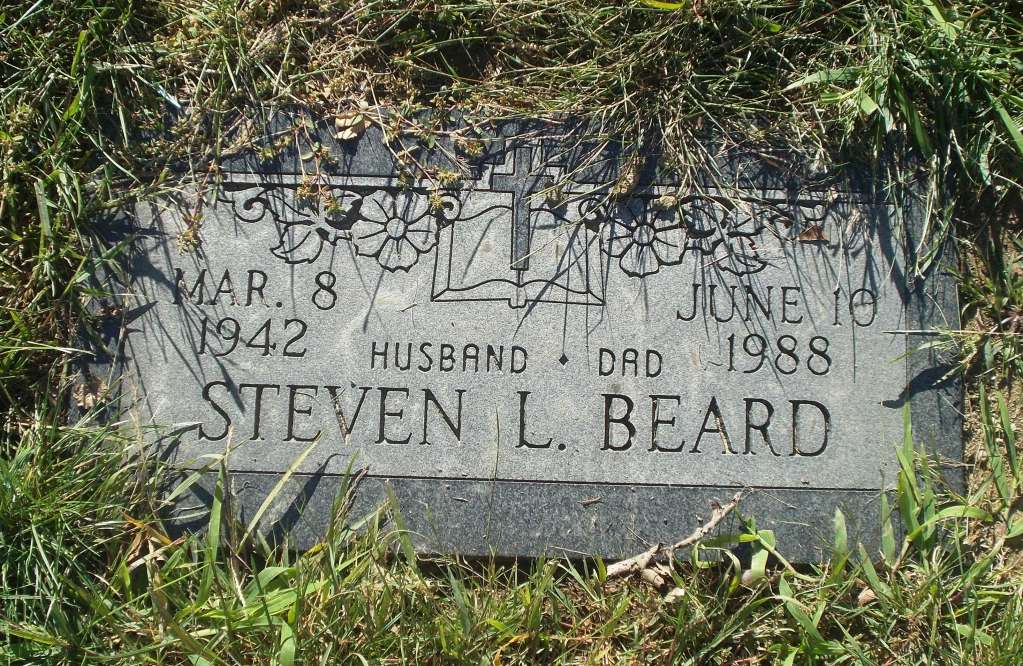 MAR. 8 JUNE 10
1942 1988
HUSBAND ♦ DAD
STEVEN L. BEARD